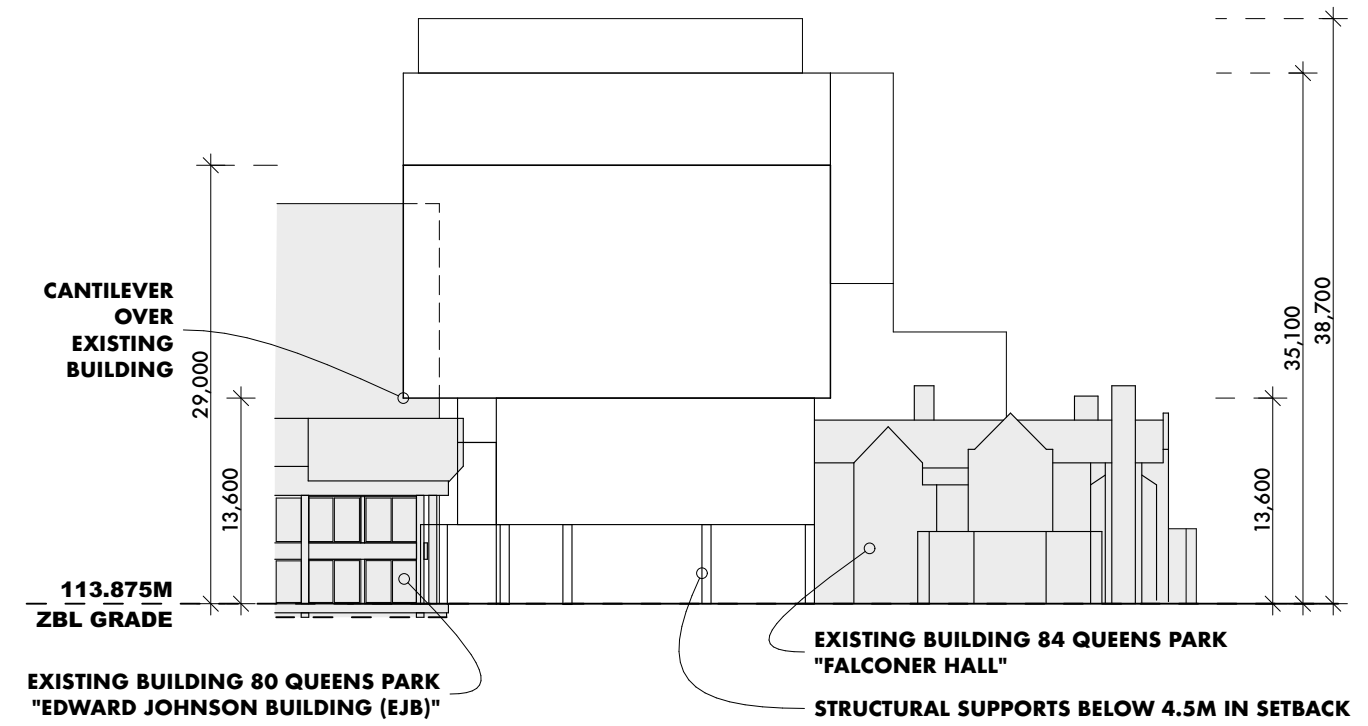 38,700
35,100
CANTILEVER
OVER
EXISTING
BUILDING
29,000
13,600
13,600
113.875M
ZBL GRADE
EXISTING BUILDING 84 QUEENS PARK
"FALCONER HALL"
EXISTING BUILDING 80 QUEENS PARK
"EDWARD JOHNSON BUILDING (EJB)"
STRUCTURAL SUPPORTS BELOW 4.5M IN SETBACK